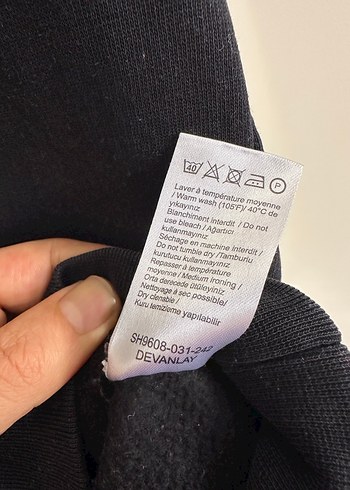 40 P
Laver à température moyenne
/ Warm wash (105°F)/ 40°C de
yıkayınız
Blanchiment interdit / Do not
use bleach / Ağartıcı
kullanmayınız
Séchage en machine interdit /
Do not tumble dry /Tamburlu
kurutucu kullanmayınız
Repasser à température
moyenne / Medium ironing /
Orta derecede ütüleyiniz
Nettoyage à sec possible/
Dry clenable /
Kuru temizleme yapılabilir
SH9608-031-242
DEVANLAY